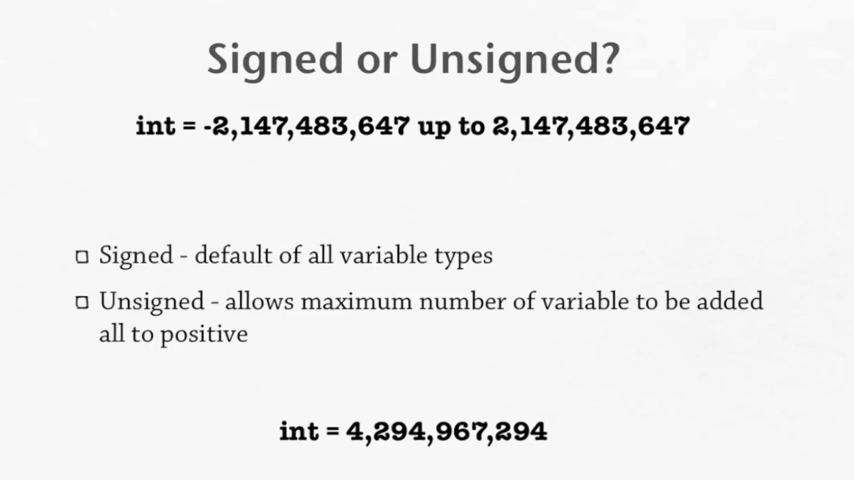 Signed or Unsigned?
int = -2,147,483,647 up to 2,147,483,647
Signed - default of all variable types
Unsigned - allows maximum number of variable to be added
all to positive
int = 4,294,967,294